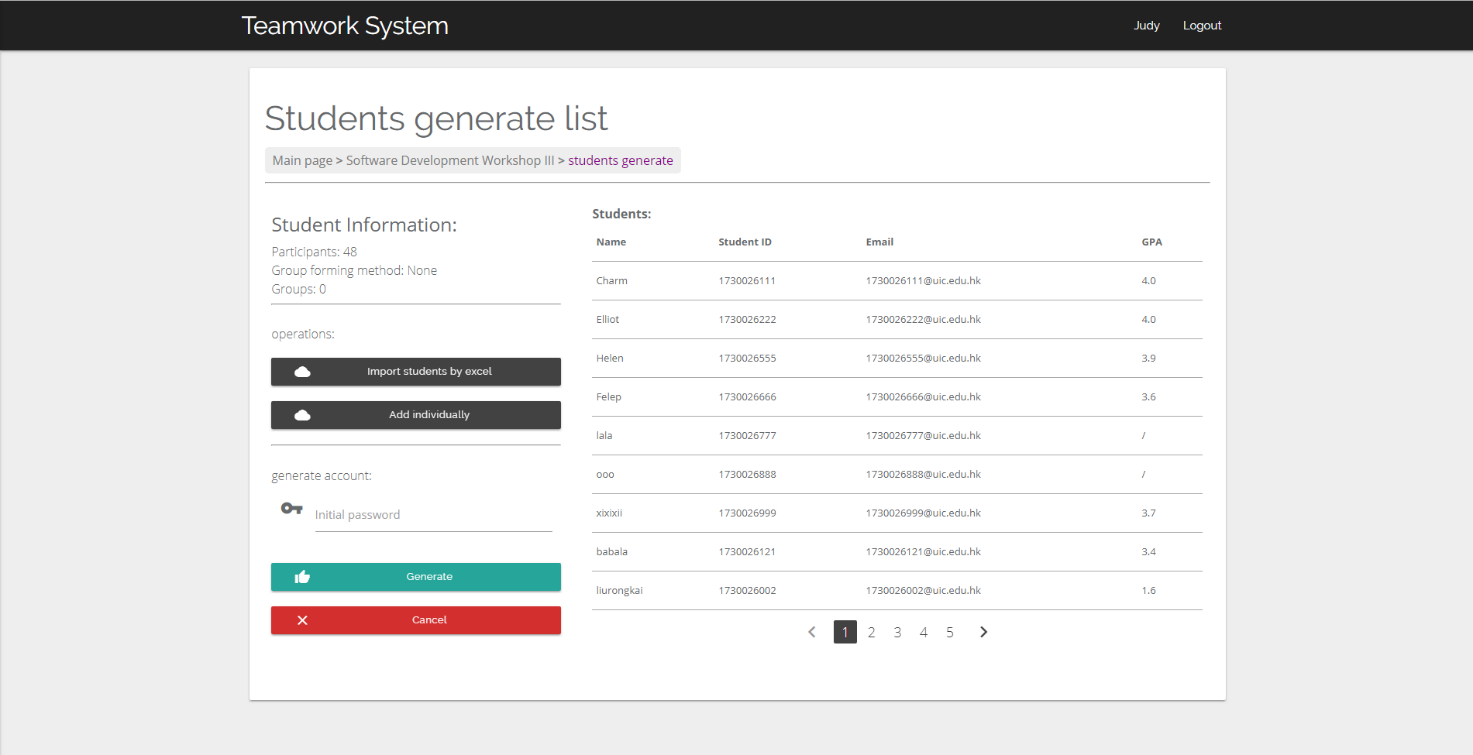 Teamwork System
Judy Logout
Students generate list
Main page > Software Development Workshop III > students generate
Student Information:
Participants: 48
Group forming method: None
Groups: 0
operations:
Import students by excel
Add individually
generate account:
Initial password
Generate
Cancel
Students:
Name Student ID Email GPA
Charm 1730026111 1730026111@uic.edu.hk 4.0
Elliot 1730026222 1730026222@uic.edu.hk 4.0
Helen 1730026555 1730026555@uic.edu.hk 3.9
Felep 1730026666 1730026666@uic.edu.hk 3.6
lala 1730026777 1730026777@uic.edu.hk /
ooo 1730026888 1730026888@uic.edu.hk /
xixixii 1730026999 1730026999@uic.edu.hk 3.7
babala 1730026121 1730026121@uic.edu.hk 3.4
liurongkai 1730026002 1730026002@uic.edu.hk 1.6
1 2 3 4 5